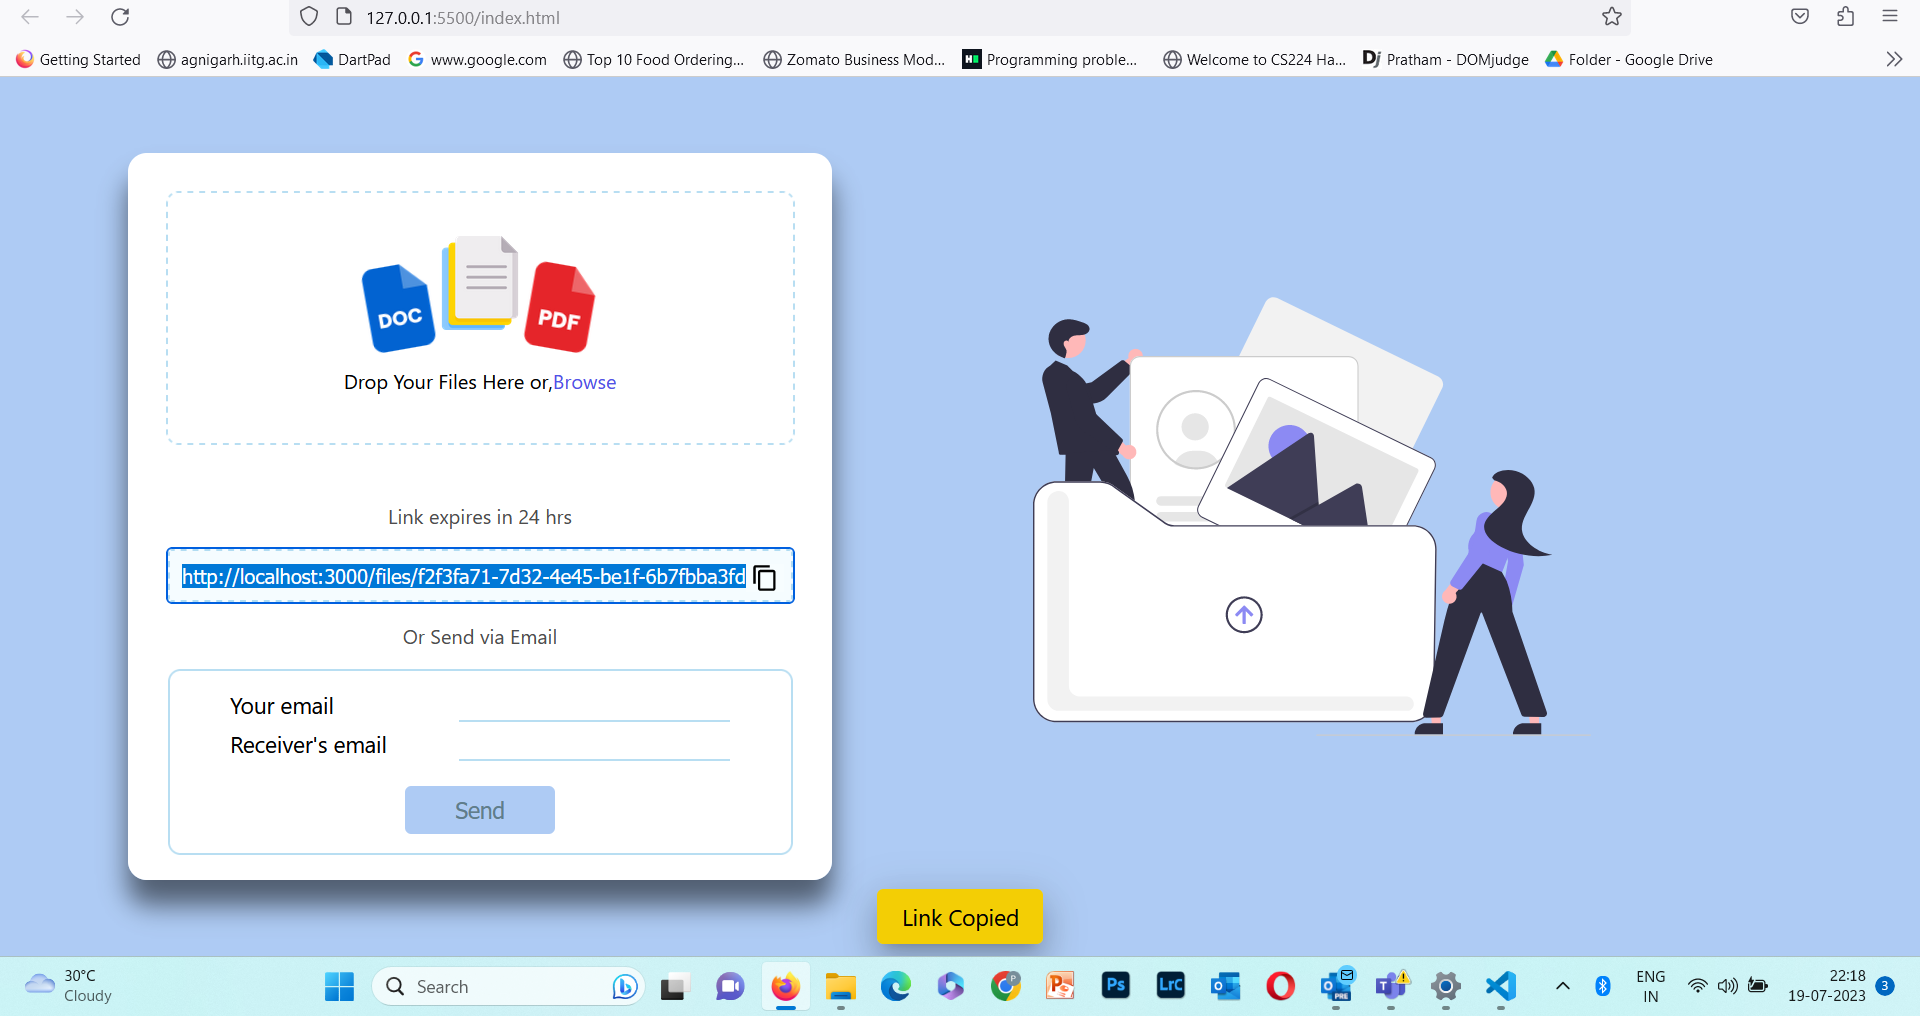 127.0.0.1:5500/index.html
Getting Started agnigarh.iitg.ac.in DartPad www.google.com Top 10 Food Ordering... Zomato Business Mod... Programming proble... Welcome to CS224 Ha... Pratham - DOMjudge Folder - Google Drive
DOC
PDF
Drop Your Files Here or,Browse
Link expires in 24 hrs
http://localhost:3000/files/f2f3fa71-7d32-4e45-be1f-6b7fbba3fd
Or Send via Email
Your email
Receiver's email
Send
Link Copied
30°C
Cloudy
Search
P
Ps
LrC
PRE
ENG
IN
22:18
19-07-2023
3